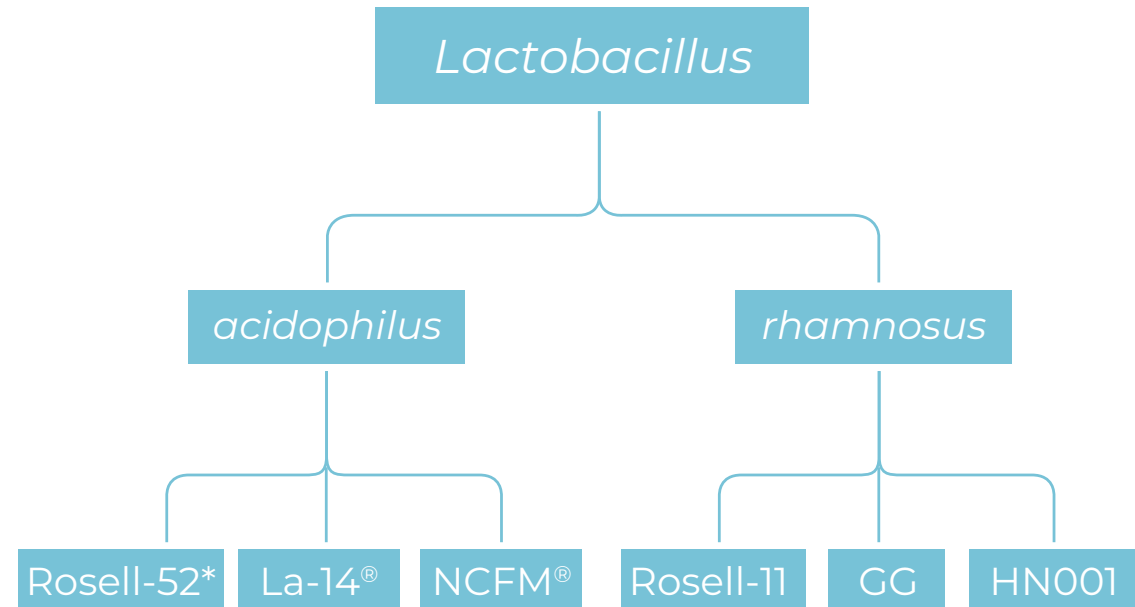 Lactobacillus
acidophilus
rhamnosus
Rosell-52*
La-14®
NCFM®
Rosell-11
GG
HN001